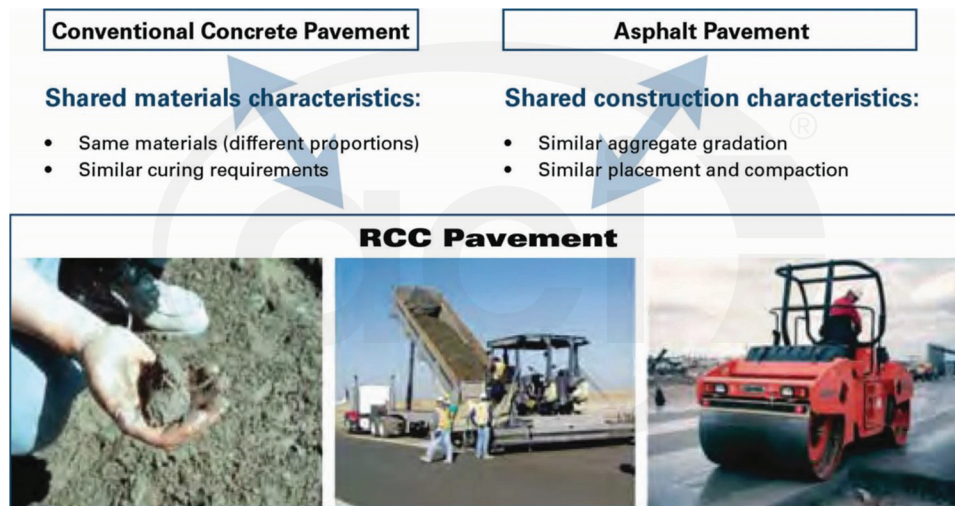 Conventional Concrete Pavement
Asphalt Pavement
Shared materials characteristics:
• Same materials (different proportions)
• Similar curing requirements
Shared construction characteristics:
• Similar aggregate gradation
• Similar placement and compaction
RCC Pavement
aci
®